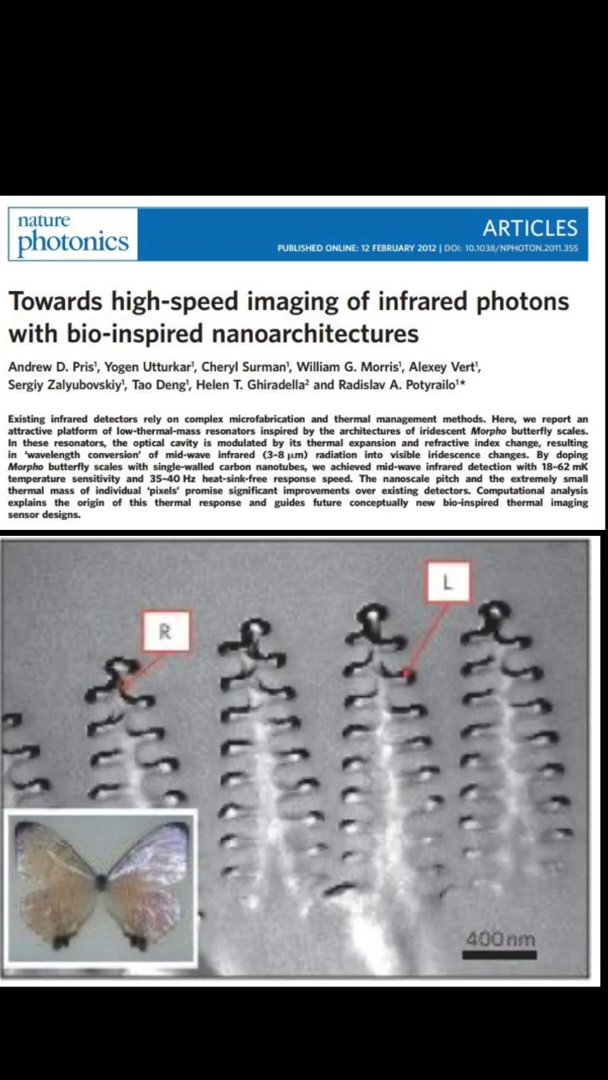 nature
photonics
ARTICLES
PUBLISHED ONLINE: 12 FEBRUARY 2012 | DOI: 10.1038/NPHOTON.2011.355
Towards high-speed imaging of infrared photons
with bio-inspired nanoarchitectures
Andrew D. Pris¹, Yogen Utturkar¹, Cheryl Surman¹, William G. Morris¹, Alexey Vert¹,
Sergiy Zalyubovskiy¹, Tao Deng¹, Helen T. Ghiradella² and Radislav A. Potyrailo¹*
Existing infrared detectors rely on complex microfabrication and thermal management methods. Here, we report an
attractive platform of low-thermal-mass resonators inspired by the architectures of iridescent Morpho butterfly scales.
In these resonators, the optical cavity is modulated by its thermal expansion and refractive index change, resulting
in 'wavelength conversion' of mid-wave infrared (3-8 μm) radiation into visible iridescence changes. By doping
Morpho butterfly scales with single-walled carbon nanotubes, we achieved mid-wave infrared detection with 18-62 mK
temperature sensitivity and 35-40 Hz heat-sink-free response speed. The nanoscale pitch and the extremely small
thermal mass of individual 'pixels' promise significant improvements over existing detectors. Computational analysis
explains the origin of this thermal response and guides future conceptually new bio-inspired thermal imaging
sensor designs.
L
R
400 nm